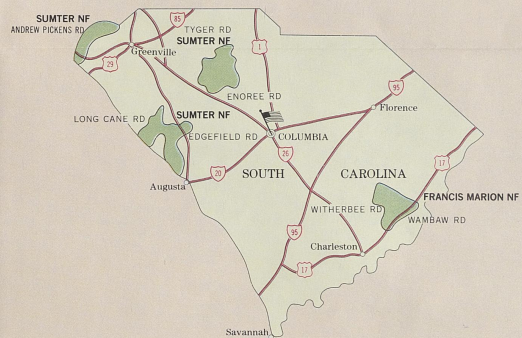 SUMTER NF
ANDREW PICKENS RD
85
TYGER RD
SUMTER NF
1
Greenville
29
ENOREE RD
95
LONG CANE RD
SUMTER NF
Florence
EDGEFIELD RD
COLUMBIA
26
17
20
SOUTH CAROLINA
Augusta
FRANCIS MARION NF
WITHERBEE RD
WAMBAW RD
95
Charleston
17
Savannah